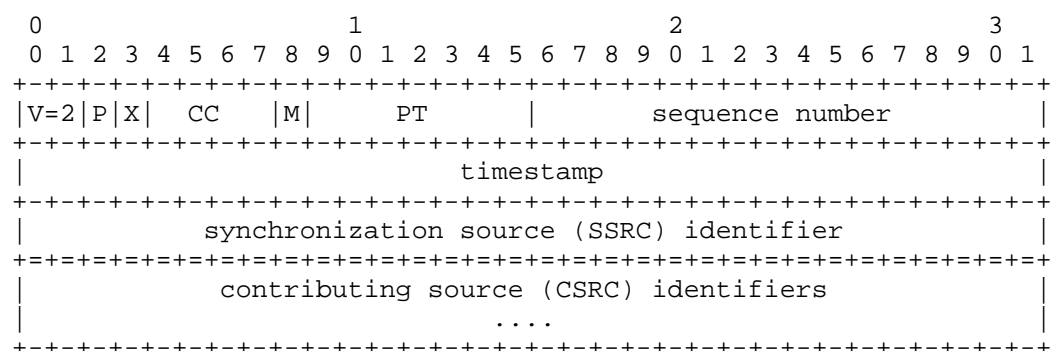 0                   1                   2                   3
 0 1 2 3 4 5 6 7 8 9 0 1 2 3 4 5 6 7 8 9 0 1 2 3 4 5 6 7 8 9 0 1
+-+-+-+-+-+-+-+-+-+-+-+-+-+-+-+-+-+-+-+-+-+-+-+-+-+-+-+-+-+-+-+-+
|V=2|P|X|  CC   |M|     PT      |       sequence number         |
+-+-+-+-+-+-+-+-+-+-+-+-+-+-+-+-+-+-+-+-+-+-+-+-+-+-+-+-+-+-+-+-+
|                           timestamp                           |
+-+-+-+-+-+-+-+-+-+-+-+-+-+-+-+-+-+-+-+-+-+-+-+-+-+-+-+-+-+-+-+-+
|           synchronization source (SSRC) identifier            |
+=+=+=+=+=+=+=+=+=+=+=+=+=+=+=+=+=+=+=+=+=+=+=+=+=+=+=+=+=+=+=+=+
|            contributing source (CSRC) identifiers             |
|                             ....                              |
+-+-+-+-+-+-+-+-+-+-+-+-+-+-+-+-+-+-+-+-+-+-+-+-+-+-+-+-+-+-+-+-+